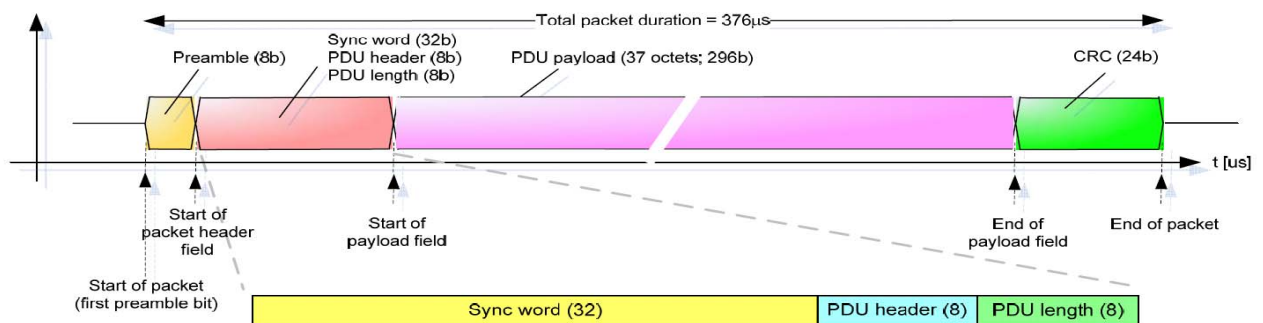 Total packet duration = 376μs
Preamble (8b)
Sync word (32b)
PDU header (8b)
PDU length (8b)
PDU payload (37 octets; 296b)
CRC (24b)
t [us]
Start of packet
(first preamble bit)
Start of
packet header
field
Start of
payload field
End of
payload field
End of packet
Sync word (32)
PDU header (8)
PDU length (8)